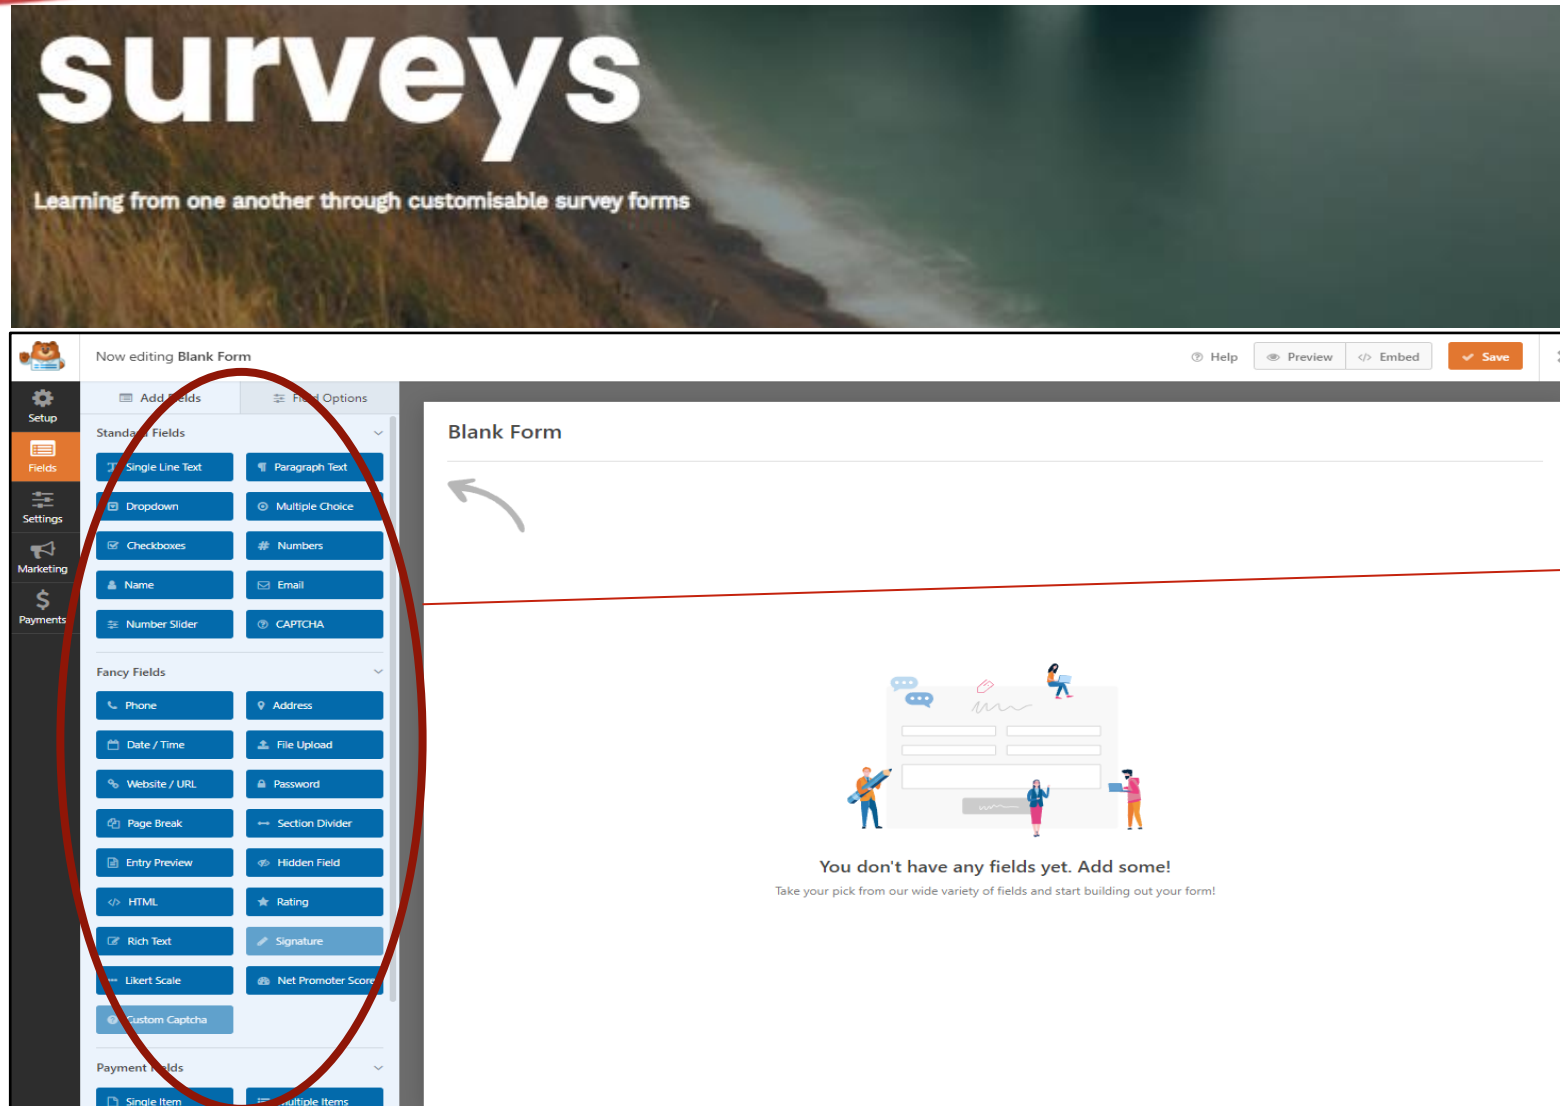 surveys
Learning from one another through customisable survey forms
Now editing Blank Form
Help
Preview
</> Embed
Save
Setup
Fields
Settings
Marketing
Payments
Add Fields
Field Options
Standard Fields
Single Line Text
Paragraph Text
Dropdown
Multiple Choice
Checkboxes
Numbers
Name
Email
Number Slider
CAPTCHA
Fancy Fields
Phone
Address
Date / Time
File Upload
Website / URL
Password
Page Break
Section Divider
Entry Preview
Hidden Field
</> HTML
Rating
Rich Text
Signature
Likert Scale
Net Promoter Score
Custom Captcha
Payment Fields
Single Item
Multiple Items
Blank Form
You don't have any fields yet. Add some!
Take your pick from our wide variety of fields and start building out your form!